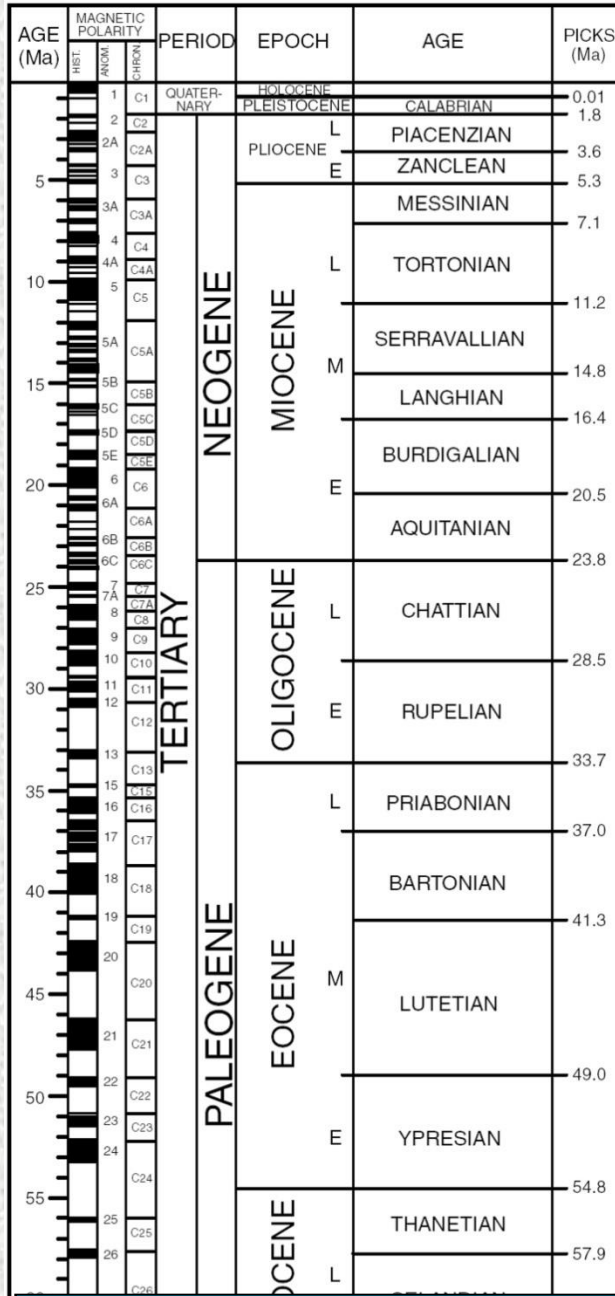 AGE (Ma)
MAGNETIC POLARITY
HIST.
ANOM.
CHRON.
PERIOD
EPOCH
AGE
PICKS (Ma)
5
10
15
20
25
30
35
40
45
50
55
1
2
2A
3
3A
4
4A
5
5A
5B
5C
5D
5E
6
6A
6B
6C
7
7A
8
9
10
11
12
13
15
16
17
18
19
20
21
22
23
24
25
26
C1
C2
C2A
C3
C3A
C4
C4A
C5
C5A
C5B
C5C
C5D
C5E
C6
C6A
C6B
C6C
C7
C7A
C8
C9
C10
C11
C12
C13
C15
C16
C17
C18
C19
C20
C21
C22
C23
C24
C25
C26
QUATER-
NARY
TERTIARY
NEOGENE
PALEOGENE
HOLOCENE
PLEISTOCENE
PLIOCENE
L
E
MIOCENE
L
M
E
OLIGOCENE
L
E
EOCENE
L
M
E
L
CALABRIAN
PIACENZIAN
ZANCLEAN
MESSINIAN
TORTONIAN
SERRAVALLIAN
LANGHIAN
BURDIGALIAN
AQUITANIAN
CHATTIAN
RUPELIAN
PRIABONIAN
BARTONIAN
LUTETIAN
YPRESIAN
THANETIAN
0.01
1.8
3.6
5.3
7.1
11.2
14.8
16.4
20.5
23.8
28.5
33.7
37.0
41.3
49.0
54.8
57.9